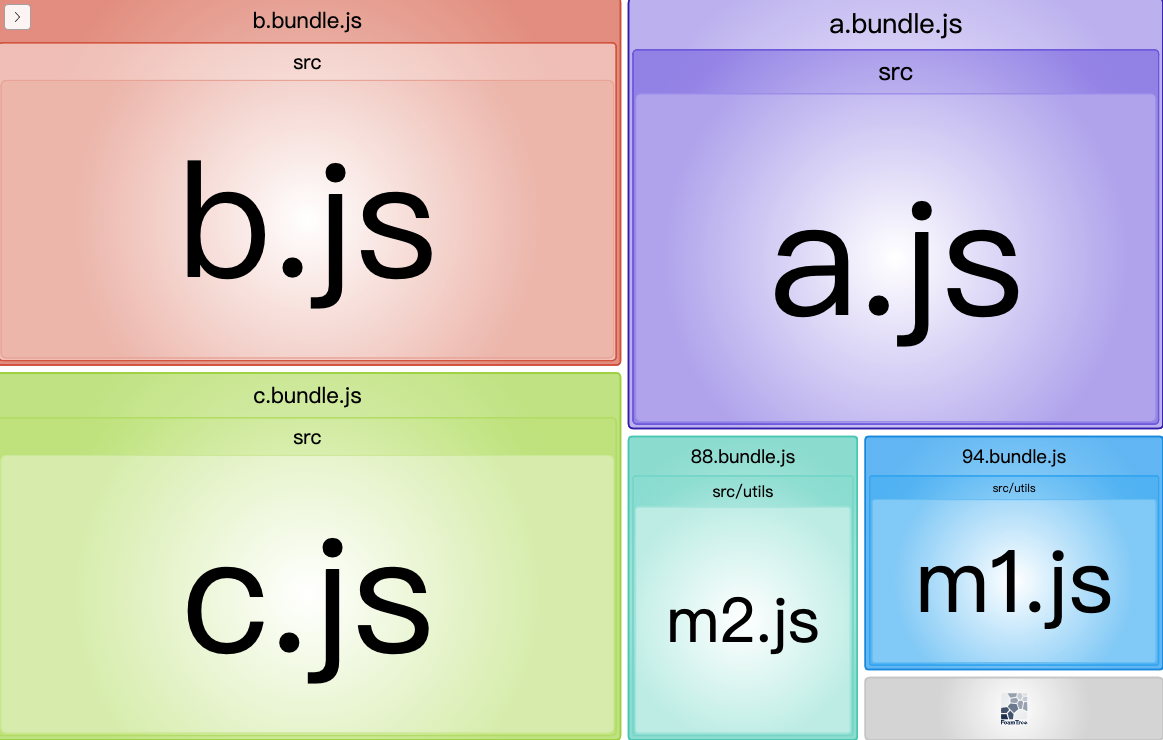 b.bundle.js
src
b.js
a.bundle.js
src
a.js
c.bundle.js
src
c.js
88.bundle.js
src/utils
m2.js
94.bundle.js
src/utils
m1.js
FoamTree